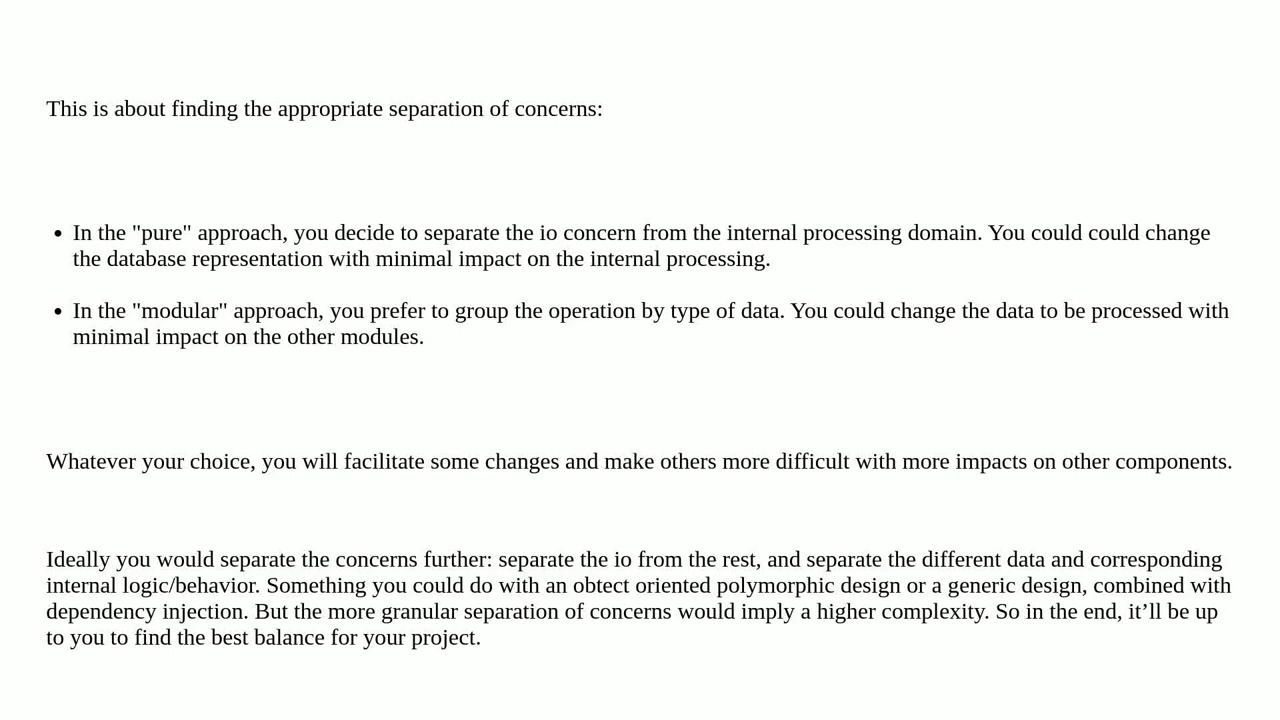 This is about finding the appropriate separation of concerns:
• In the "pure" approach, you decide to separate the io concern from the internal processing domain. You could could change
the database representation with minimal impact on the internal processing.
• In the "modular" approach, you prefer to group the operation by type of data. You could change the data to be processed with
minimal impact on the other modules.
Whatever your choice, you will facilitate some changes and make others more difficult with more impacts on other components.
Ideally you would separate the concerns further: separate the io from the rest, and separate the different data and corresponding
internal logic/behavior. Something you could do with an obtect oriented polymorphic design or a generic design, combined with
dependency injection. But the more granular separation of concerns would imply a higher complexity. So in the end, it’ll be up
to you to find the best balance for your project.